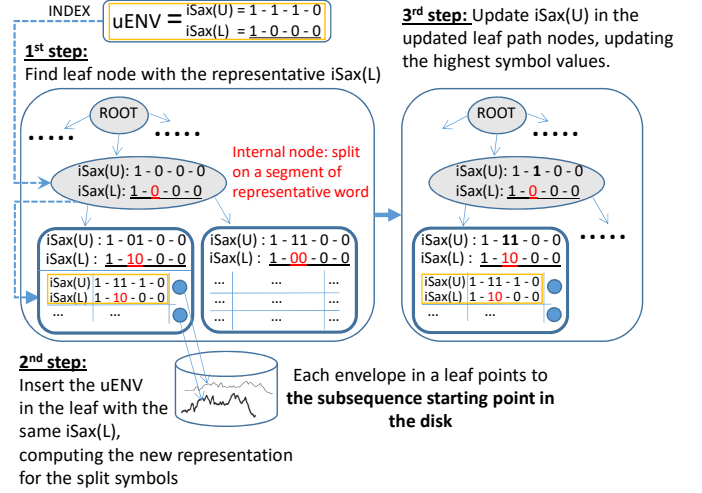 INDEX
uENV = iSax(U) = 1 - 1 - 1 - 0
iSax(L) = 1 - 0 - 0 - 0
1st step:
Find leaf node with the representative iSax(L)
ROOT
.....
.....
iSax(U): 1 - 0 - 0 - 0
iSax(L): 1 - 0 - 0 - 0
Internal node: split
on a segment of
representative word
iSax(U) : 1 - 01 - 0 - 0
iSax(L) : 1 - 10 - 0 - 0
iSax(U) 1 - 11 - 1 - 0
iSax(L) 1 - 10 - 0 - 0
... ...
iSax(U) : 1 - 11 - 0 - 0
iSax(L) : 1 - 00 - 0 - 0
... ... ...
... ... ...
... ... ...
2nd step:
Insert the uENV
in the leaf with the
same iSax(L),
computing the new representation
for the split symbols
Each envelope in a leaf points to
the subsequence starting point in
the disk
3rd step: Update iSax(U) in the
updated leaf path nodes, updating
the highest symbol values.
ROOT
.....
.....
iSax(U): 1 - 1 - 0 - 0
iSax(L): 1 - 0 - 0 - 0
.....
iSax(U) : 1 - 11 - 0 - 0
iSax(L) : 1 - 10 - 0 - 0
iSax(U) 1 - 11 - 1 - 0
iSax(L) 1 - 10 - 0 - 0
... ...